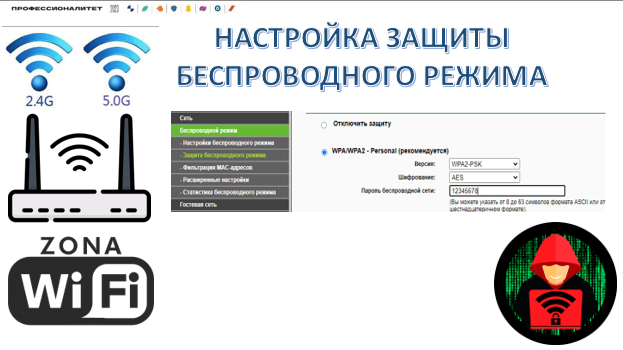 ПРОФЕССИОНАЛИТЕТ
НАСТРОЙКА ЗАЩИТЫ
БЕСПРОВОДНОГО РЕЖИМА
2.4G
5.0G
ZONA
Wi Fi
Сеть
Беспроводной режим
- Настройки беспроводного режима
- Защита беспроводного режима
- Фильтрация MAC-адресов
- Расширенные настройки
- Статистика беспроводного режима
Гостевая сеть
Отключить защиту
WPA/WPA2 - Personal (рекомендуется)
Версия: WPA2-PSK
Шифрование: AES
Пароль беспроводной сети: 12345678
(Вы можете указать от 8 до 63 символов формата ASCII или от
шестнадцатеричном формате).